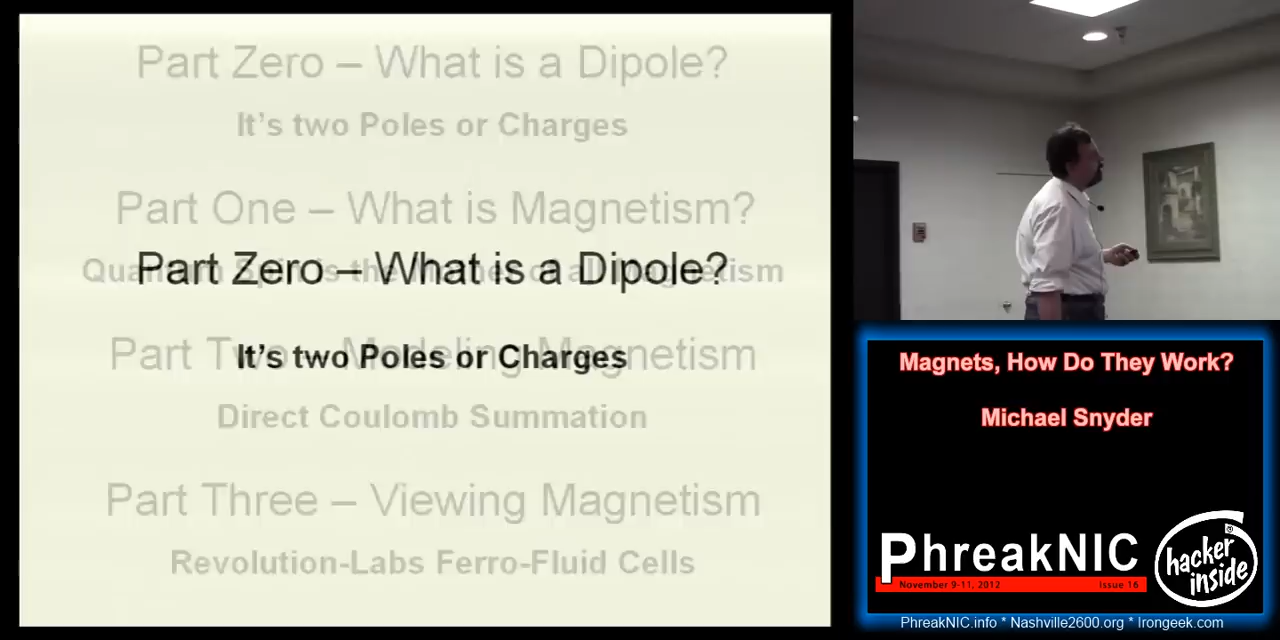 Part Zero – What is a Dipole?
It's two Poles or Charges
Part One – What is Magnetism?
Part Zero – What is a Dipole?
It's two Poles or Charges
Direct Coulomb Summation
Part Three – Viewing Magnetism
Revolution-Labs Ferro-Fluid Cells
Magnets, How Do They Work?
Michael Snyder
PhreakNIC
November 9-11, 2012 Issue 16
hacker
inside
PhreakNIC.info * Nashville2600.org * Irongeek.com